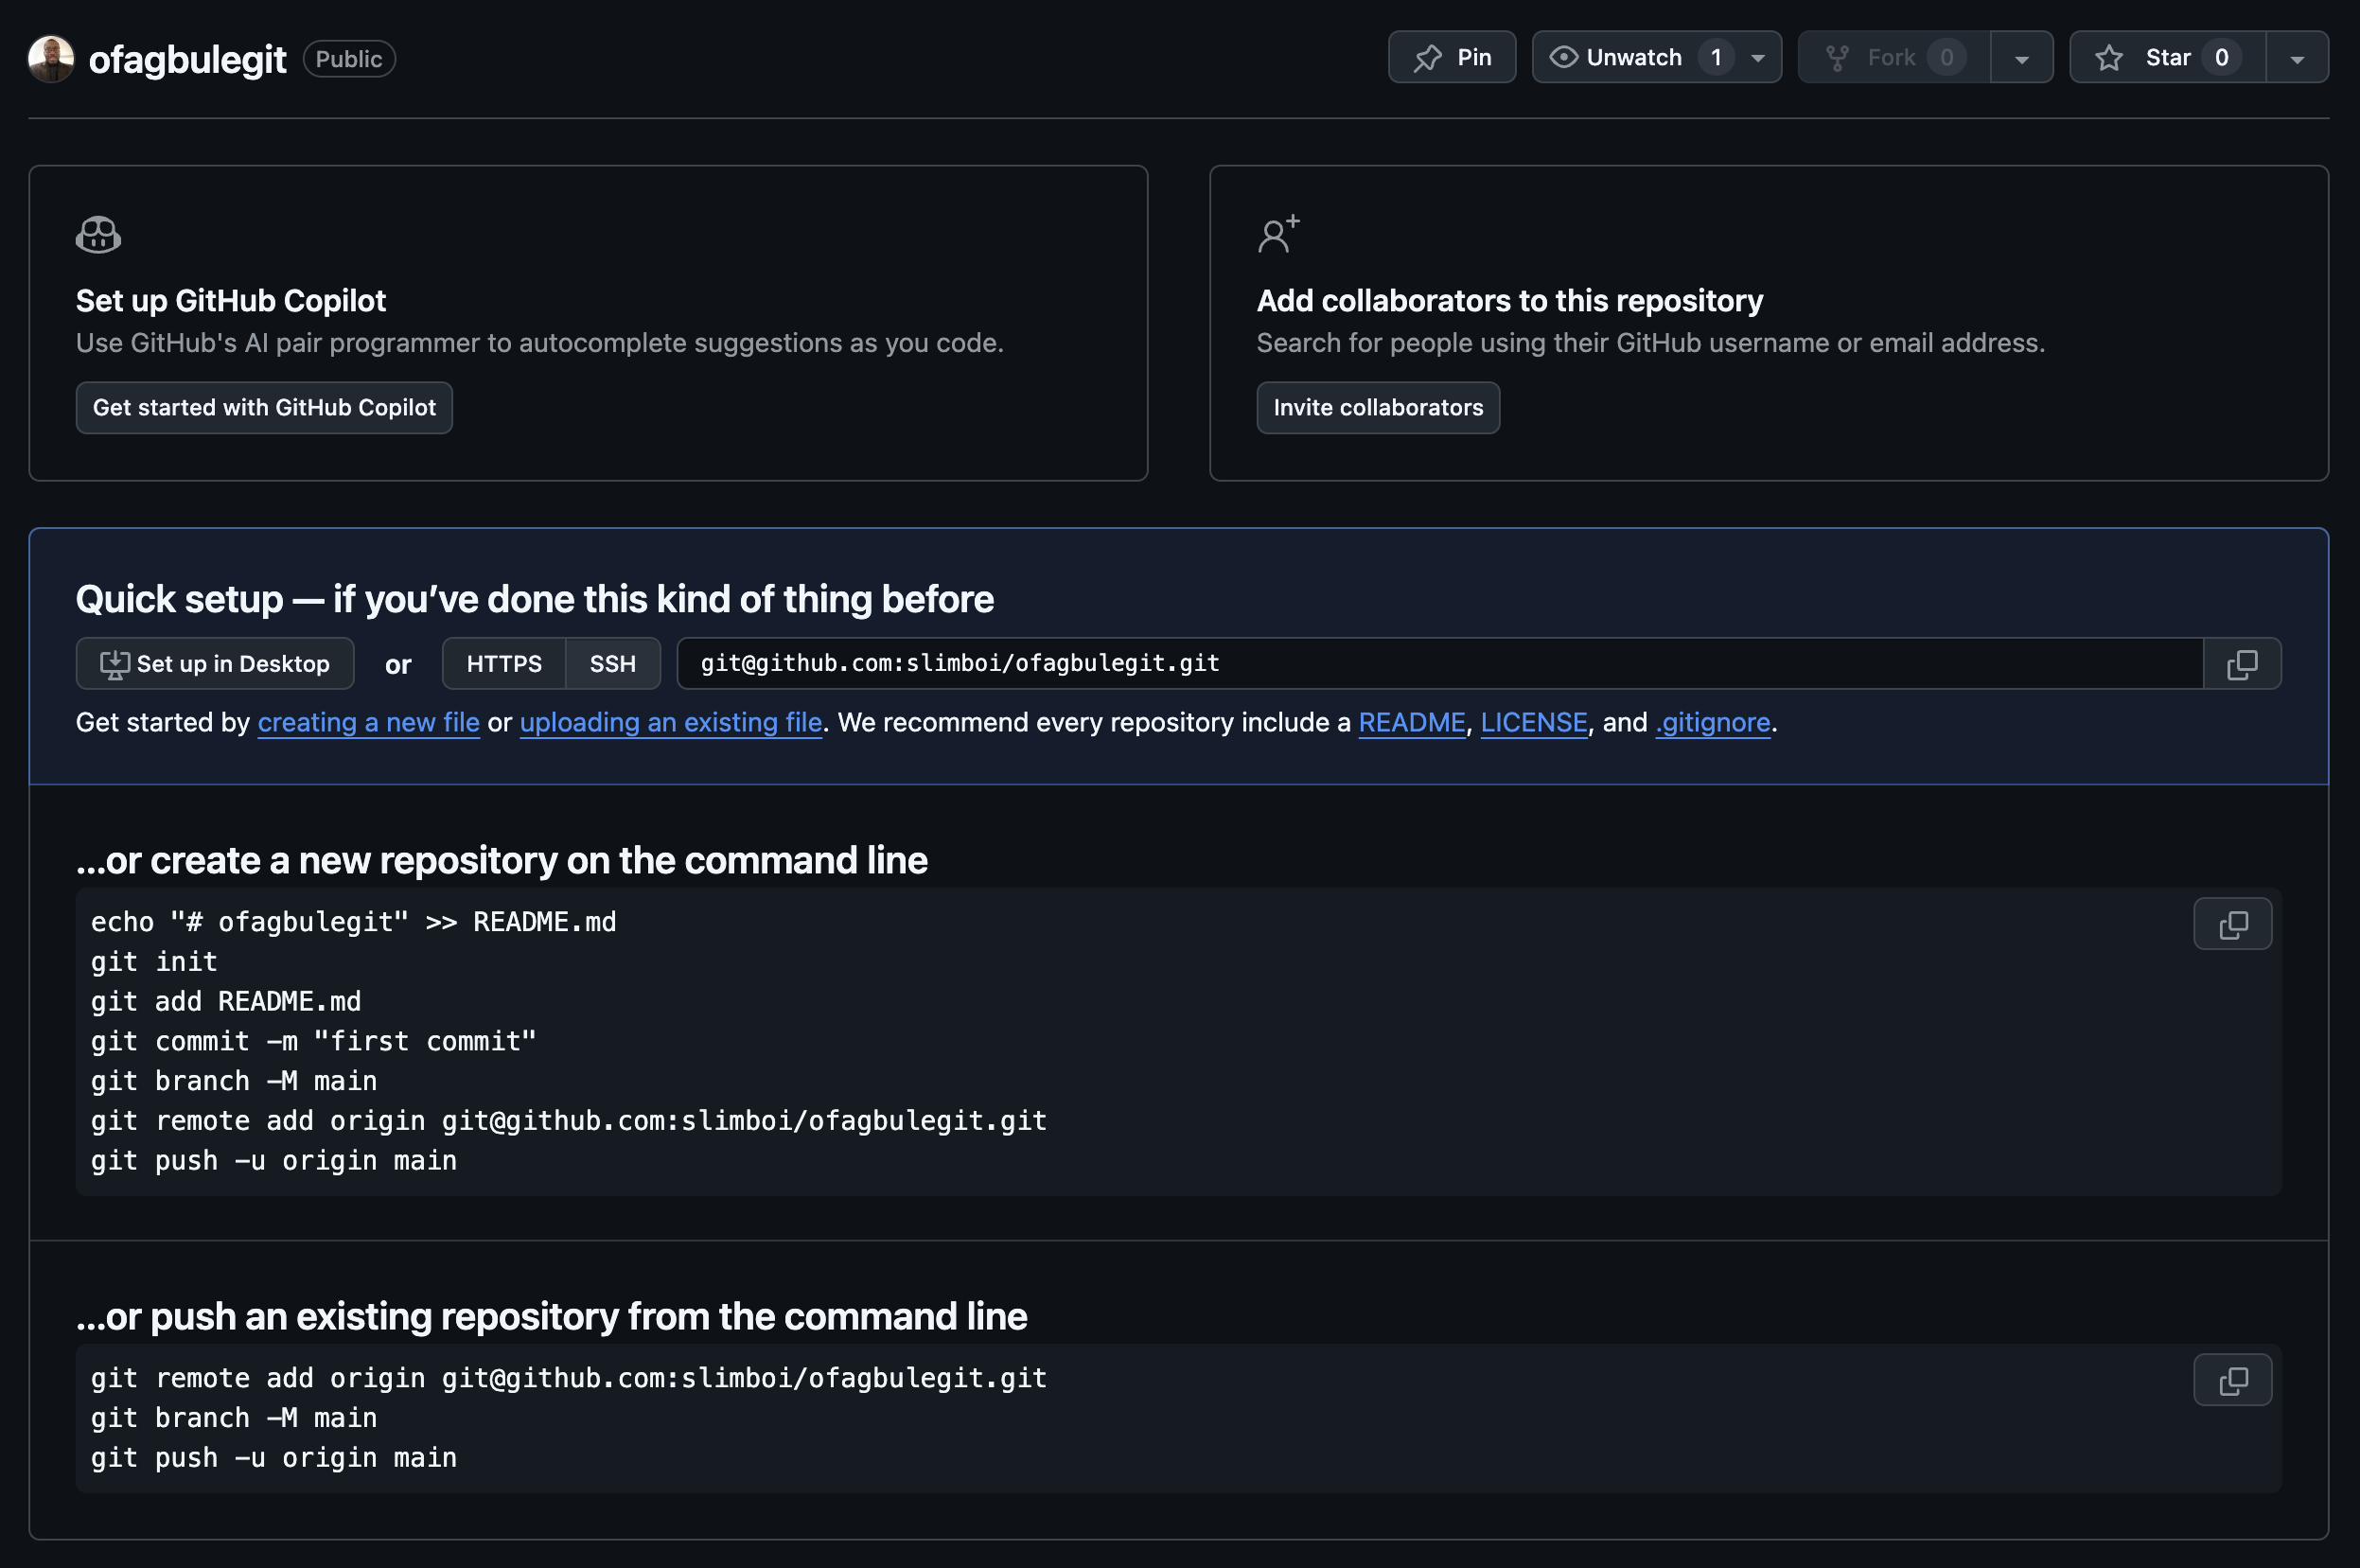 ofagbulegit Public
Pin Unwatch 1 Fork 0 Star 0
Set up GitHub Copilot
Use GitHub's AI pair programmer to autocomplete suggestions as you code.
Get started with GitHub Copilot
Add collaborators to this repository
Search for people using their GitHub username or email address.
Invite collaborators
Quick setup — if you’ve done this kind of thing before
Set up in Desktop or HTTPS SSH git@github.com:slimboi/ofagbulegit.git
Get started by creating a new file or uploading an existing file. We recommend every repository include a README, LICENSE, and .gitignore.
…or create a new repository on the command line
echo "# ofagbulegit" >> README.md
git init
git add README.md
git commit -m "first commit"
git branch -M main
git remote add origin git@github.com:slimboi/ofagbulegit.git
git push -u origin main
…or push an existing repository from the command line
git remote add origin git@github.com:slimboi/ofagbulegit.git
git branch -M main
git push -u origin main